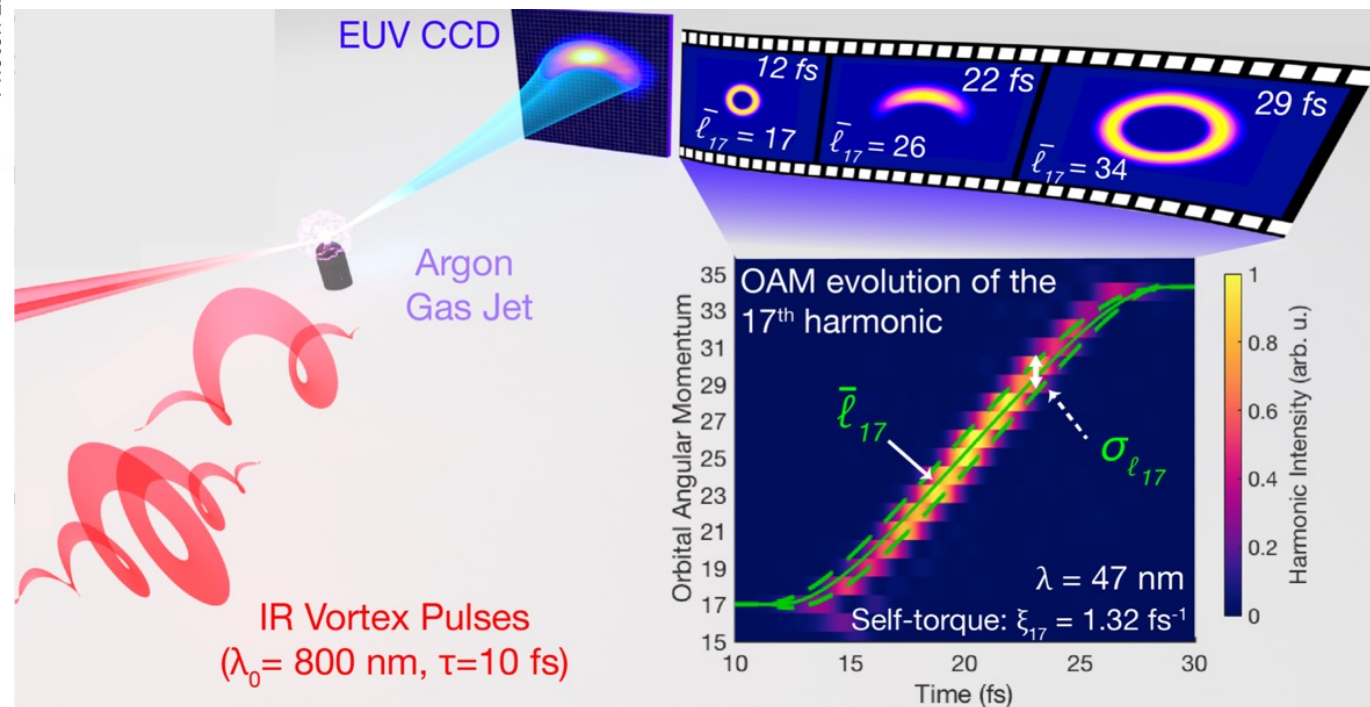 EUV CCD
12 fs
ℓ̅₁₇ = 17
22 fs
ℓ̅₁₇ = 26
29 fs
ℓ̅₁₇ = 34
Argon
Gas Jet
IR Vortex Pulses
(λ₀= 800 nm, τ=10 fs)
OAM evolution of the
17ᵗʰ harmonic
ℓ̅₁₇
σ_ℓ₁₇
λ = 47 nm
Self-torque: ξ₁₇ = 1.32 fs⁻¹
Orbital Angular Momentum
35
33
31
29
27
25
23
21
19
17
15
10
15
20
25
30
Time (fs)
1
0.8
0.6
0.4
0.2
0
Harmonic Intensity (arb. u.)